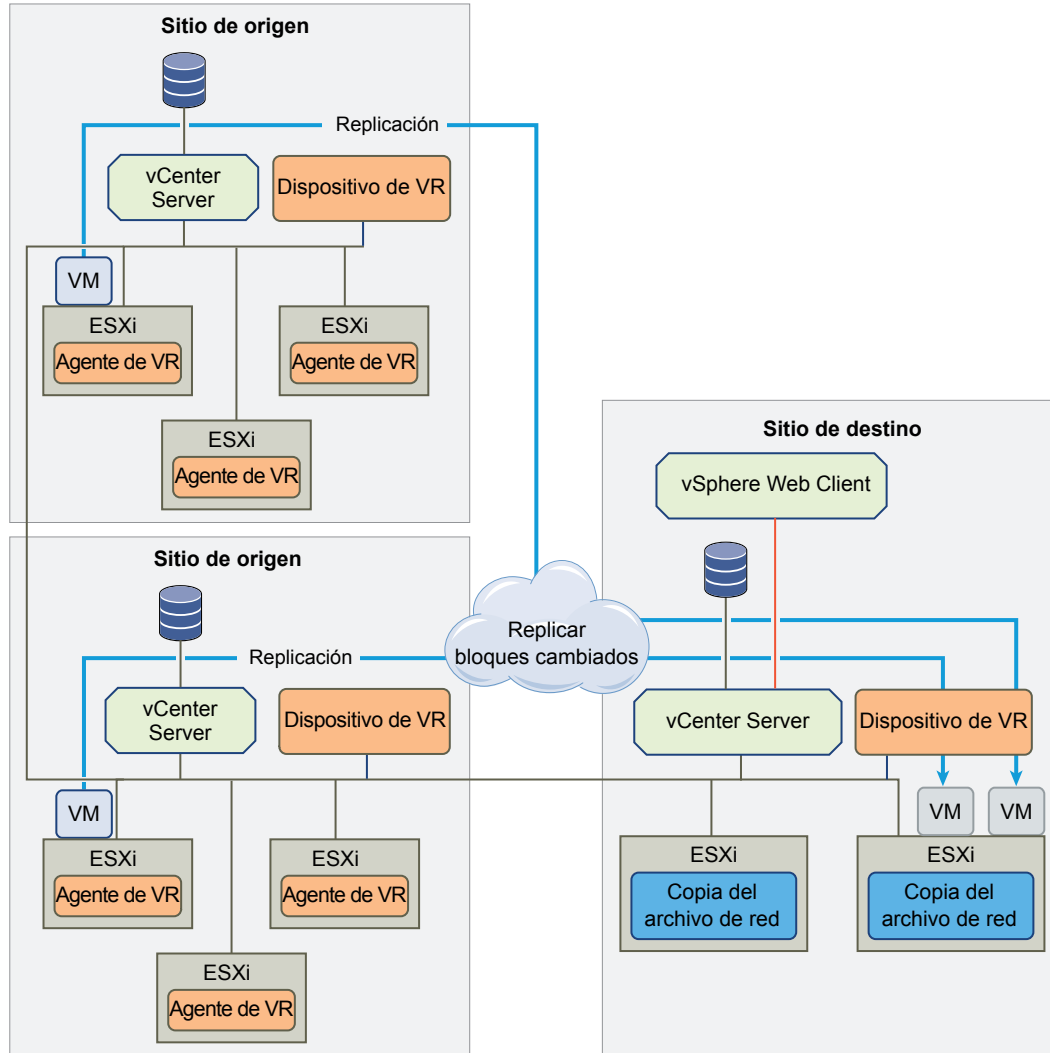 Sitio de origen
Replicación
vCenter
Server
Dispositivo de VR
VM
ESXi
Agente de VR
ESXi
Agente de VR
ESXi
Agente de VR
Sitio de origen
Replicación
vCenter
Server
Dispositivo de VR
VM
ESXi
Agente de VR
ESXi
Agente de VR
ESXi
Agente de VR
Replicar
bloques cambiados
Sitio de destino
vSphere Web Client
vCenter Server
Dispositivo de VR
VM
VM
ESXi
Copia del
archivo de red
ESXi
Copia del
archivo de red